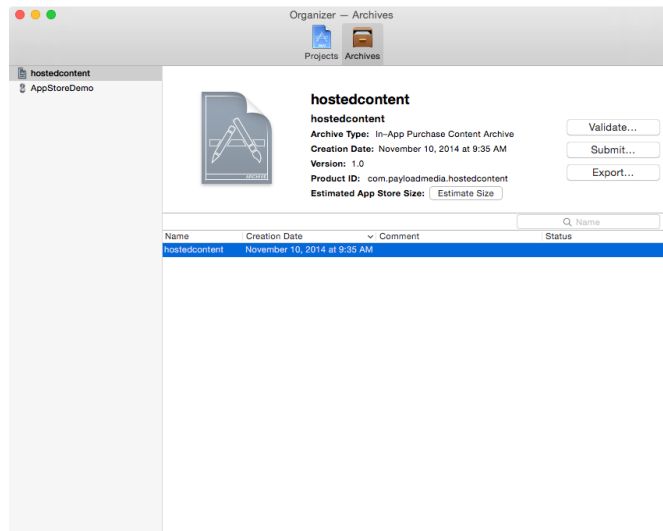 Organizer — Archives
Projects Archives
hostedcontent
AppStoreDemo
ARCHIVE
hostedcontent
hostedcontent
Archive Type: In-App Purchase Content Archive
Creation Date: November 10, 2014 at 9:35 AM
Version: 1.0
Product ID: com.payloadmedia.hostedcontent
Estimated App Store Size: Estimate Size
Validate...
Submit...
Export...
Name
Name Creation Date Comment Status
hostedcontent November 10, 2014 at 9:35 AM